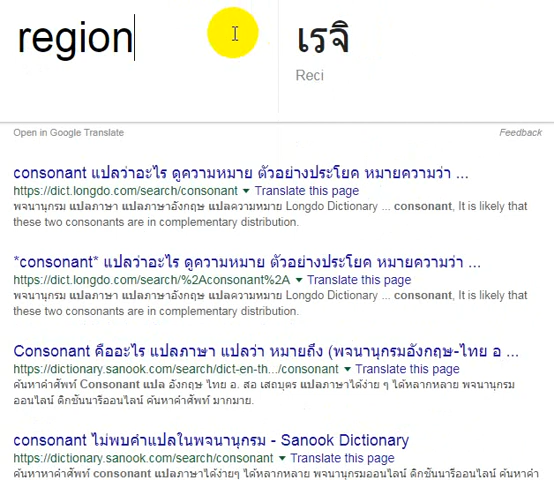 region
เรจิ
Reci
Open in Google Translate
Feedback
consonant แปลว่าอะไร ดูความหมาย ตัวอย่างประโยค หมายความว่า ...
https://dict.longdo.com/search/consonant ▼ Translate this page
พจนานุกรม แปลภาษา แปลภาษาอังกฤษ แปลความหมาย Longdo Dictionary ... consonant, It is likely that
these two consonants are in complementary distribution.
*consonant* แปลว่าอะไร ดูความหมาย ตัวอย่างประโยค หมายความว่า ...
https://dict.longdo.com/search/%2Aconsonant%2A ▼ Translate this page
พจนานุกรม แปลภาษา แปลภาษาอังกฤษ แปลความหมาย Longdo Dictionary ... consonant, It is likely that
these two consonants are in complementary distribution.
Consonant คืออะไร แปลภาษา แปลว่า หมายถึง (พจนานุกรมอังกฤษ-ไทย อ ...
https://dictionary.sanook.com/search/dict-en-th.../consonant ▼ Translate this page
ค้นหาคำศัพท์ Consonant แปล อังกฤษ ไทย อ. สอ เสถบุตร แปลภาษาได้ง่าย ๆ ได้หลากหลาย พจนานุกรม
ออนไลน์ ดิกชันนารีออนไลน์ ค้นหาคำศัพท์ มากมาย.
consonant ไม่พบคำแปลในพจนานุกรม - Sanook Dictionary
https://dictionary.sanook.com/search/consonant ▼ Translate this page
ค้นหาคำศัพท์ consonant แปลภาษาได้ง่ายๆ ได้หลากหลาย พจนานุกรมออนไลน์ ดิกชันนารีออนไลน์ ค้นหาคำ